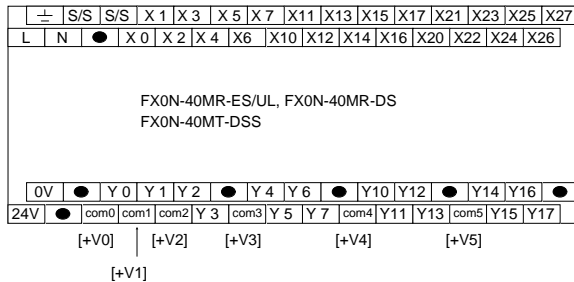 ⏚ S/S S/S X 1 X 3 X 5 X 7 X11 X13 X15 X17 X21 X23 X25 X27
L N ● X 0 X 2 X 4 X6 X10 X12 X14 X16 X20 X22 X24 X26
FX0N-40MR-ES/UL, FX0N-40MR-DS
FX0N-40MT-DSS
0V ● Y 0 Y 1 Y 2 ● Y 4 Y 6 ● Y10 Y12 ● Y14 Y16 ●
24V ● com0 com1 com2 Y 3 com3 Y 5 Y 7 com4 Y11 Y13 com5 Y15 Y17
[+V0] [+V2] [+V3] [+V4] [+V5]
[+V1]